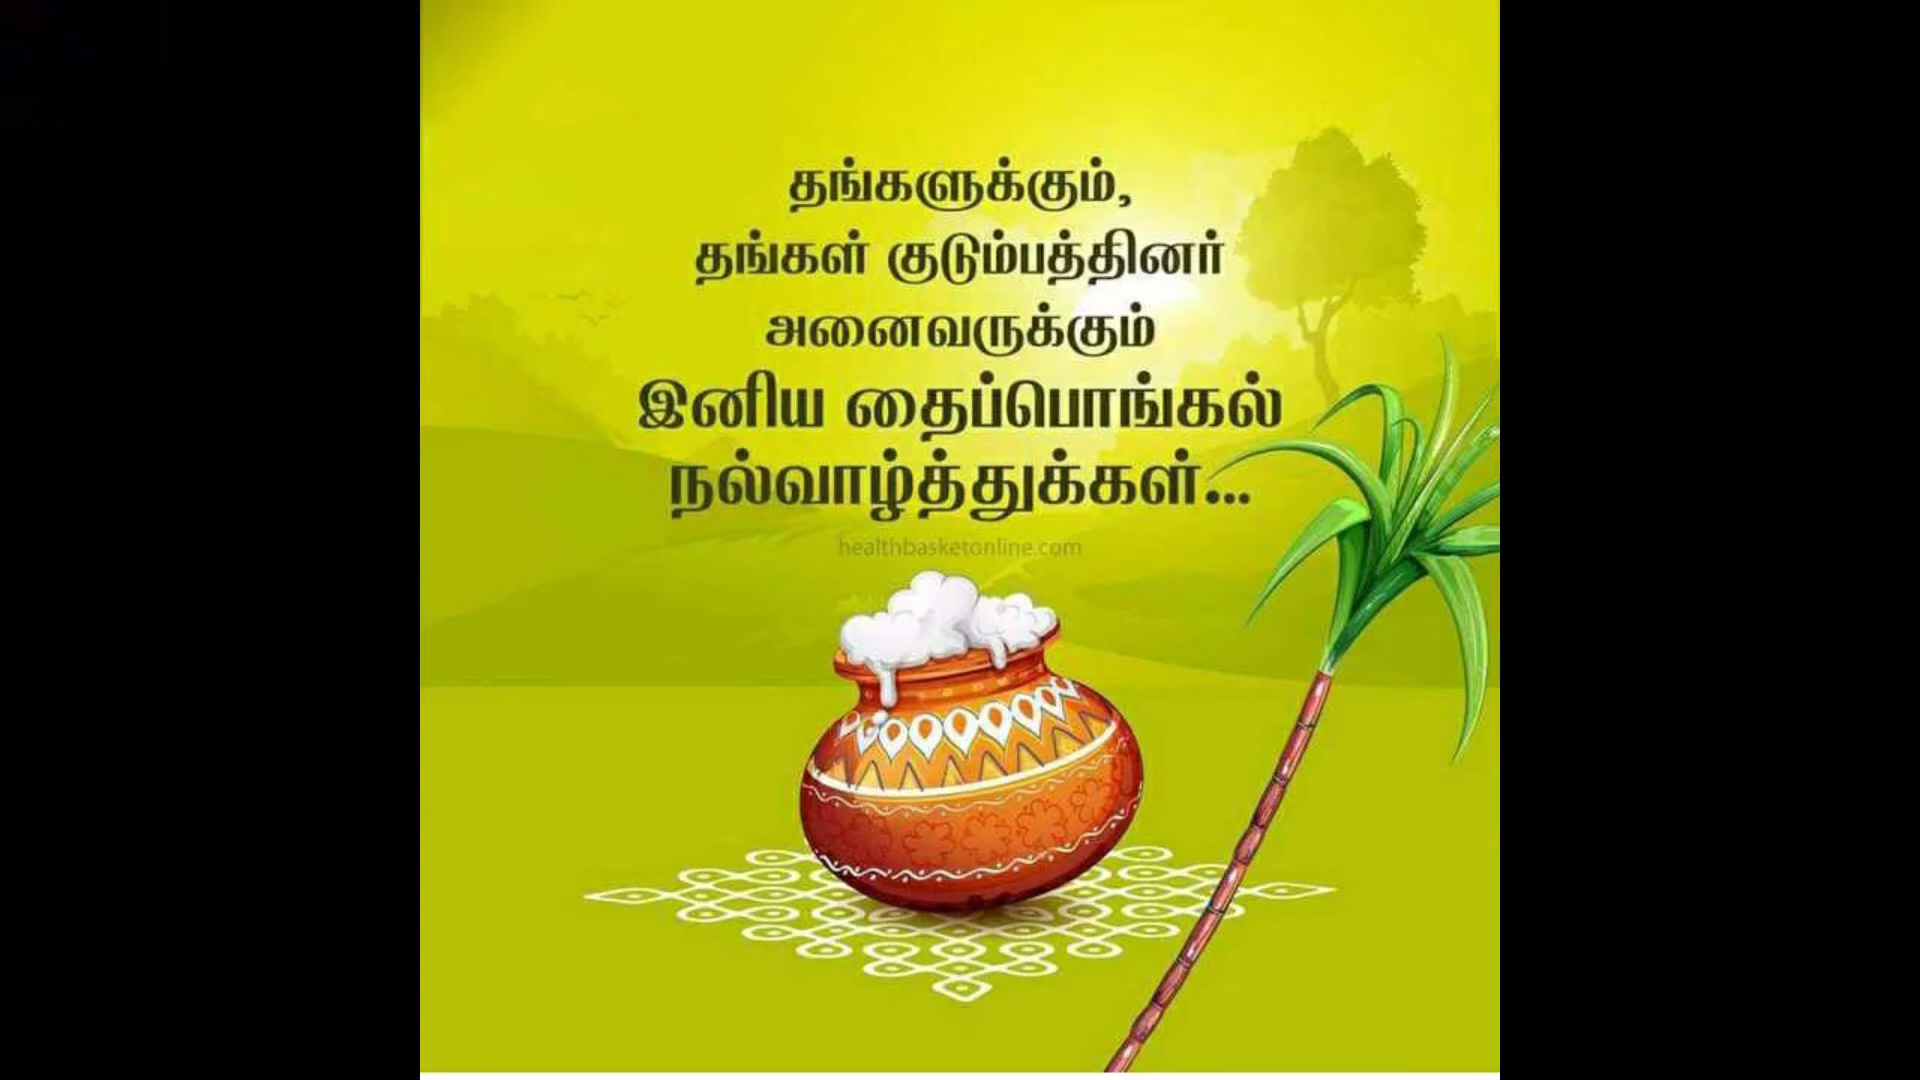 தங்களுக்கும்,
தங்கள் குடும்பத்தினர்
அனைவருக்கும்
இனிய தைப்பொங்கல்
நல்வாழ்த்துக்கள்...
healthbasketonline.com